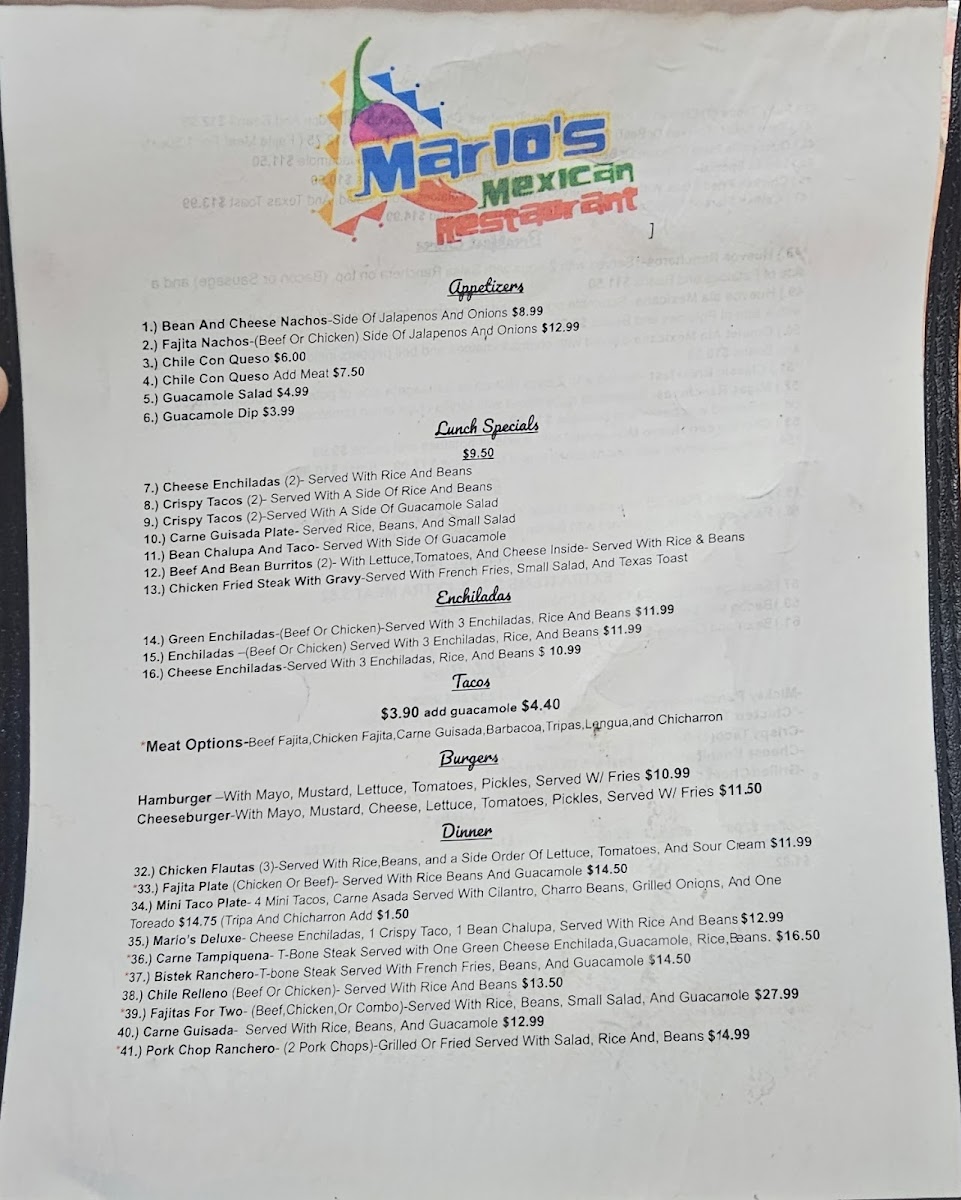 Mario's
Mexican
Restaurant
]
Appetizers
1.) Bean And Cheese Nachos-Side Of Jalapenos And Onions $8.99
2.) Fajita Nachos-(Beef Or Chicken) Side Of Jalapenos And Onions $12.99
3.) Chile Con Queso $6.00
4.) Chile Con Queso Add Meat $7.50
5.) Guacamole Salad $4.99
6.) Guacamole Dip $3.99
Lunch Specials
$9.50
7.) Cheese Enchiladas (2)- Served With Rice And Beans
8.) Crispy Tacos (2)- Served With A Side Of Rice And Beans
9.) Crispy Tacos (2)-Served With A Side Of Guacamole Salad
10.) Carne Guisada Plate- Served Rice, Beans, And Small Salad
11.) Bean Chalupa And Taco- Served With Side Of Guacamole
12.) Beef And Bean Burritos (2)- With Lettuce,Tomatoes, And Cheese Inside- Served With Rice & Beans
13.) Chicken Fried Steak With Gravy-Served With French Fries, Small Salad, And Texas Toast
Enchiladas
14.) Green Enchiladas-(Beef Or Chicken)-Served With 3 Enchiladas, Rice And Beans $11.99
15.) Enchiladas –(Beef Or Chicken) Served With 3 Enchiladas, Rice, And Beans $11.99
16.) Cheese Enchiladas-Served With 3 Enchiladas, Rice, And Beans $ 10.99
Tacos
$3.90 add guacamole $4.40
*Meat Options-Beef Fajita,Chicken Fajita,Carne Guisada,Barbacoa,Tripas,Lengua,and Chicharron
Burgers
Hamburger –With Mayo, Mustard, Lettuce, Tomatoes, Pickles, Served W/ Fries $10.99
Cheeseburger-With Mayo, Mustard, Cheese, Lettuce, Tomatoes, Pickles, Served W/ Fries $11.50
Dinner
32.) Chicken Flautas (3)-Served With Rice,Beans, and a Side Order Of Lettuce, Tomatoes, And Sour Cream $11.99
*33.) Fajita Plate (Chicken Or Beef)- Served With Rice Beans And Guacamole $14.50
34.) Mini Taco Plate- 4 Mini Tacos, Carne Asada Served With Cilantro, Charro Beans, Grilled Onions, And One
Toreado $14.75 (Tripa And Chicharron Add $1.50
35.) Mario's Deluxe- Cheese Enchiladas, 1 Crispy Taco, 1 Bean Chalupa, Served With Rice And Beans $12.99
*36.) Carne Tampiquena- T-Bone Steak Served with One Green Cheese Enchilada,Guacamole, Rice,Beans. $16.50
*37.) Bistek Ranchero-T-bone Steak Served With French Fries, Beans, And Guacamole $14.50
38.) Chile Relleno (Beef Or Chicken)- Served With Rice And Beans $13.50
*39.) Fajitas For Two- (Beef,Chicken,Or Combo)-Served With Rice, Beans, Small Salad, And Guacamole $27.99
40.) Carne Guisada- Served With Rice, Beans, And Guacamole $12.99
*41.) Pork Chop Ranchero- (2 Pork Chops)-Grilled Or Fried Served With Salad, Rice And, Beans $14.99